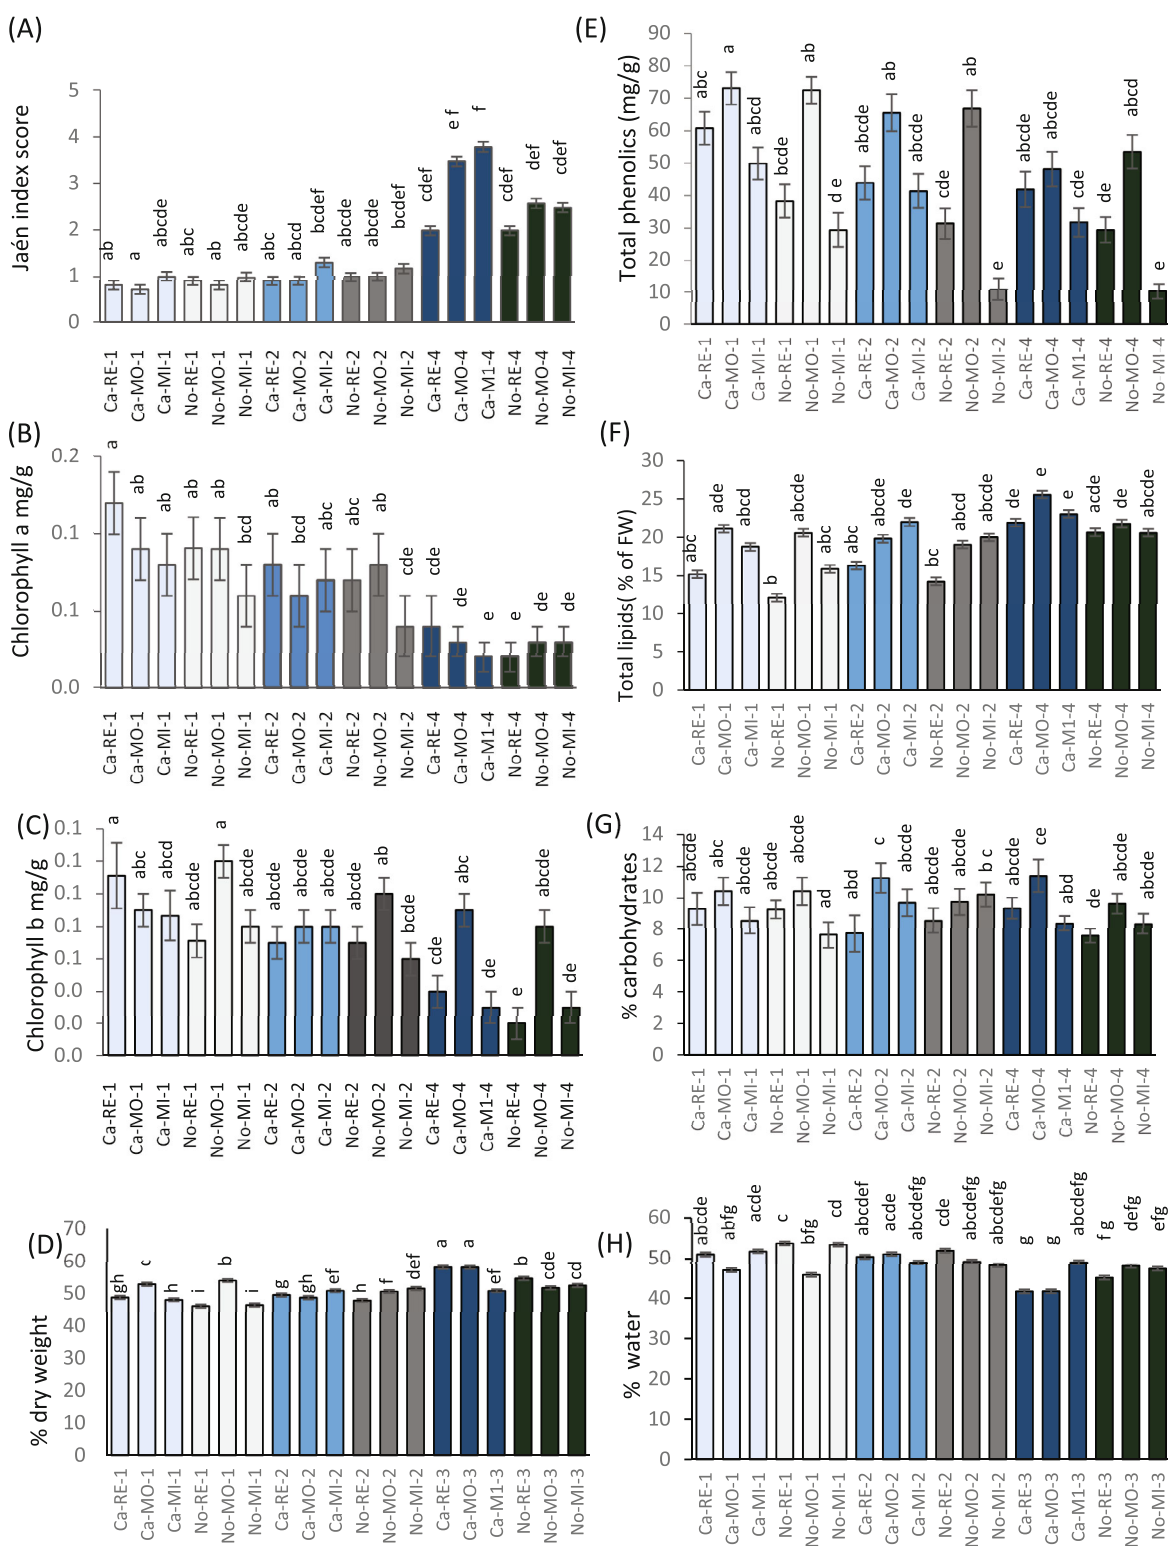 (A)
Jaén index score
5
4
3
2
1
0
ab a abcde abc ab abcde abc abcd bcdef abcde abcde bcdef cdef e f f cdef def cdef
Ca-RE-1 Ca-MO-1 Ca-MI-1 No-RE-1 No-MO-1 No-MI-1 Ca-RE-2 Ca-MO-2 Ca-MI-2 No-RE-2 No-MO-2 No-MI-2 Ca-RE-4 Ca-MO-4 Ca-M1-4 No-RE-4 No-MO-4 No-MI-4
(B)
Chlorophyll a mg/g
0.2
0.1
0.1
0.0
a ab ab ab ab bcd ab bcd abc ab ab cde cde de e e de de
Ca-RE-1 Ca-MO-1 Ca-MI-1 No-RE-1 No-MO-1 No-MI-1 Ca-RE-2 Ca-MO-2 Ca-MI-2 No-RE-2 No-MO-2 No-MI-2 Ca-RE-4 Ca-MO-4 Ca-M1-4 No-RE-4 No-MO-4 No-MI-4
(C)
Chlorophyll b mg/g
0.1
0.1
0.1
0.1
0.1
0.0
0.0
0.0
a abc abcd abcde a abcde abcde abcde abcde abcde ab bcde cde abc de e abcde de
Ca-RE-1 Ca-MO-1 Ca-MI-1 No-RE-1 No-MO-1 No-MI-1 Ca-RE-2 Ca-MO-2 Ca-MI-2 No-RE-2 No-MO-2 No-MI-2 Ca-RE-4 Ca-MO-4 Ca-M1-4 No-RE-4 No-MO-4 No-MI-4
(D)
% dry weight
70
60
50
40
30
20
10
0
gh c h i b i g gh ef h f def a a ef b cde cd
Ca-RE-1 Ca-MO-1 Ca-MI-1 No-RE-1 No-MO-1 No-MI-1 Ca-RE-2 Ca-MO-2 Ca-MI-2 No-RE-2 No-MO-2 No-MI-2 Ca-RE-3 Ca-MO-3 Ca-M1-3 No-RE-3 No-MO-3 No-MI-3
(E)
Total phenolics (mg/g)
90
80
70
60
50
40
30
20
10
0
abc a abcd bcde ab d e abcde ab abcde cde ab e abcde abcde cde de abcd e
Ca-RE-1 Ca-MO-1 Ca-MI-1 No-RE-1 No-MO-1 No-MI-1 Ca-RE-2 Ca-MO-2 Ca-MI-2 No-RE-2 No-MO-2 No-MI-2 Ca-RE-4 Ca-MO-4 Ca-M1-4 No-RE-4 No-MO-4 No-MI-4
(F)
Total lipids( % of FW)
30
25
20
15
10
5
0
abc ade abcd b abcde abc abc abcde de bc abcd abcde de e e acde de abcde
Ca-RE-1 Ca-MO-1 Ca-MI-1 No-RE-1 No-MO-1 No-MII-1 Ca-RE-2 Ca-MO-2 Ca-MII-2 No-RE-2 No-MO-2 No-MII-2 Ca-RE-4 Ca-MO-4 Ca-M1-4 No-RE-4 No-MO-4 No-MII-4
(G)
% carbohydrates
14
12
10
8
6
4
2
0
abcde abc abcde abcde abcde ad abd c abcde abcde abcde b c abcde ce abd de abcde abcde
Ca-RE-1 Ca-MO-1 Ca-MI-1 No-RE-1 No-MO-1 No-MII-1 Ca-RE-2 Ca-MO-2 Ca-MII-2 No-RE-2 No-MO-2 No-MII-2 Ca-RE-4 Ca-MO-4 Ca-M1-4 No-RE-4 No-MO-4 No-MII-4
(H)
% water
60
50
40
30
20
10
0
abcde abfg acde c bfg cd abcdef acde abcdefg cde abcdefg abcdefg g g abcdefg f g defg efg
Ca-RE-1 Ca-MO-1 Ca-MI-1 No-RE-1 No-MO-1 No-MI-1 Ca-RE-2 Ca-MO-2 Ca-MI-2 No-RE-2 No-MO-2 No-MI-2 Ca-RE-3 Ca-MO-3 Ca-M1-3 No-RE-3 No-MO-3 No-MI-3